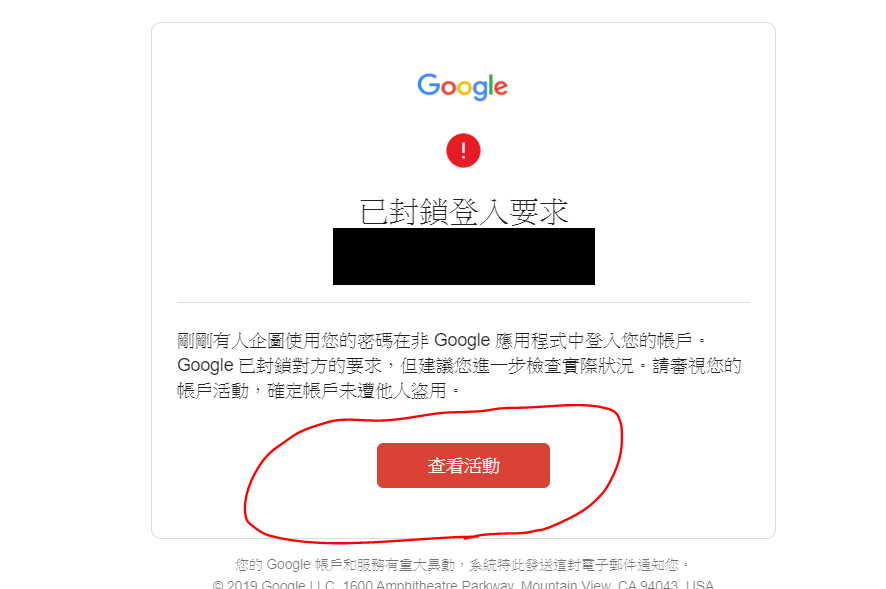 Google
已封鎖登入要求
剛剛有人企圖使用您的密碼在非 Google 應用程式中登入您的帳戶。
Google 已封鎖對方的要求，但建議您進一步檢查實際狀況。請審視您的
帳戶活動，確定帳戶未遭他人盜用。
查看活動
您的 Google 帳戶和服務有重大異動，系統特此發送這封電子郵件通知您。
© 2019 Google LLC, 1600 Amphitheatre Parkway, Mountain View, CA 94043, USA